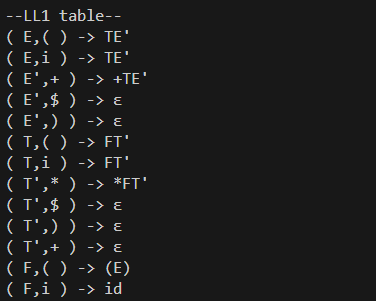 --LL1 table--
( E,( ) -> TE'
( E,i ) -> TE'
( E',+ ) -> +TE'
( E',$ ) -> ε
( E',) ) -> ε
( T,( ) -> FT'
( T,i ) -> FT'
( T',* ) -> *FT'
( T',$ ) -> ε
( T',) ) -> ε
( T',+ ) -> ε
( F,( ) -> (E)
( F,i ) -> id